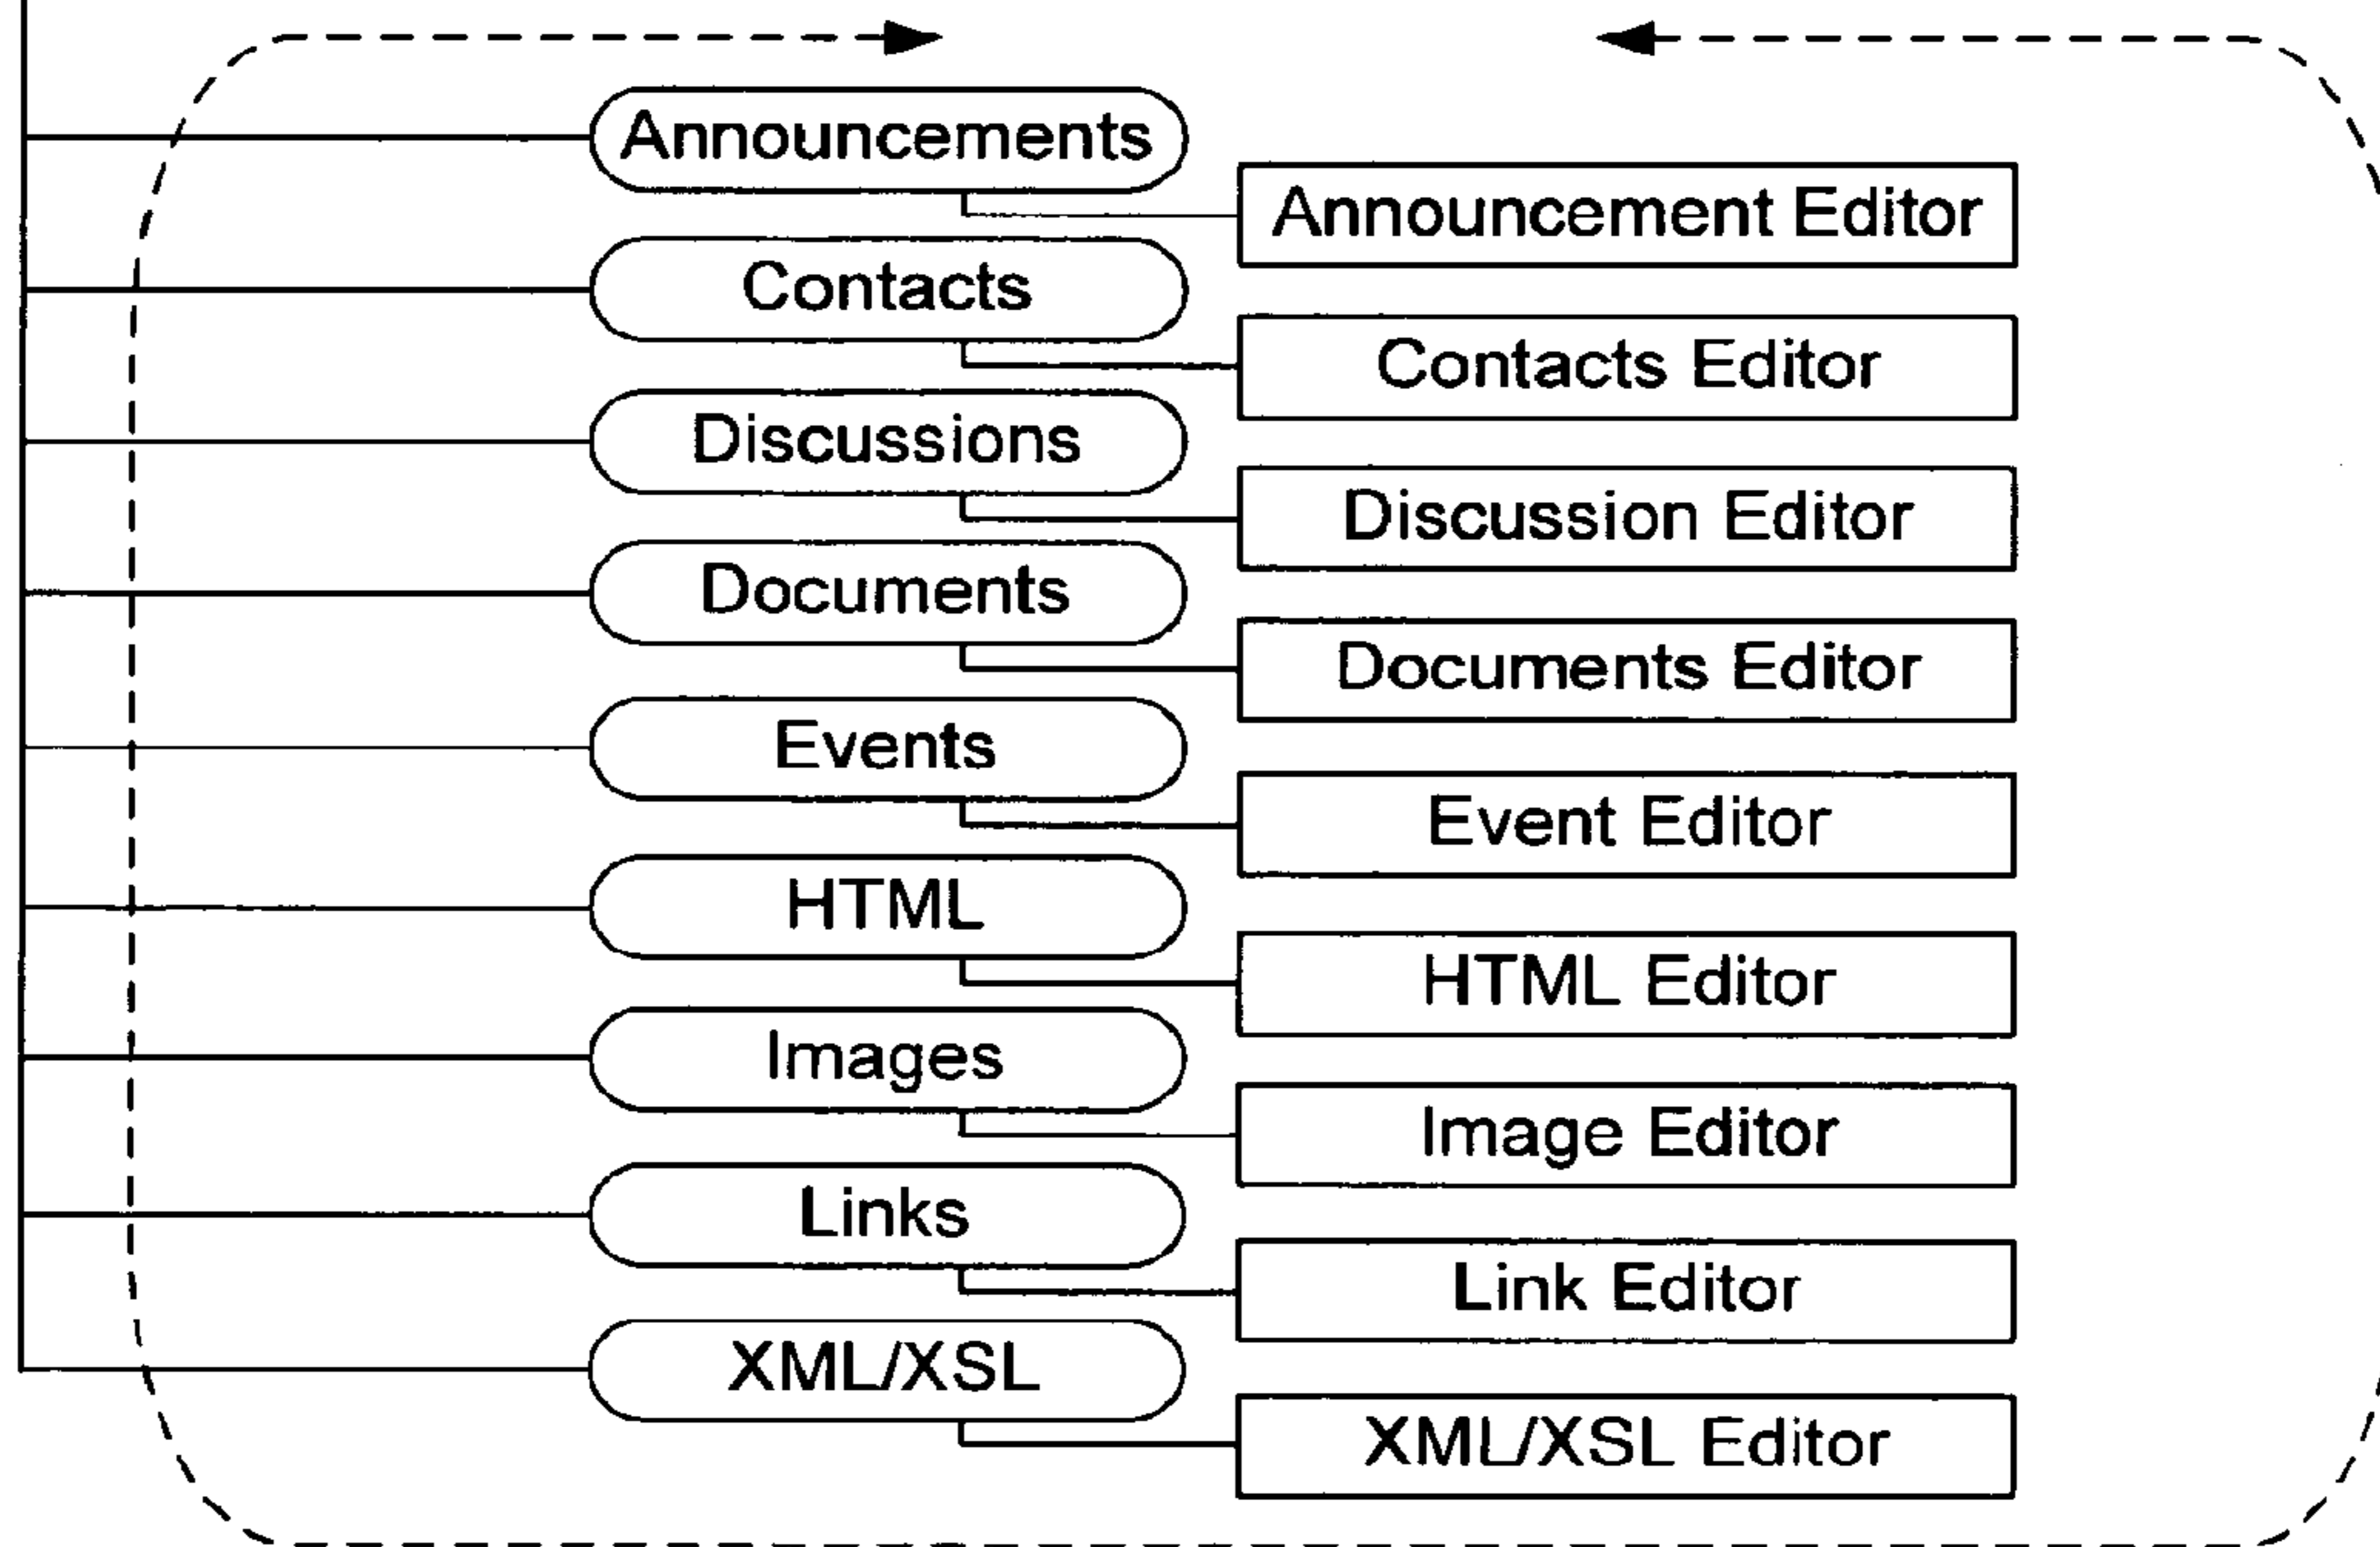 Announcements
Announcement Editor
Contacts
Contacts Editor
Discussions
Discussion Editor
Documents
Documents Editor
Events
Event Editor
HTML
HTML Editor
Images
Image Editor
Links
Link Editor
XML/XSL
XML/XSL Editor